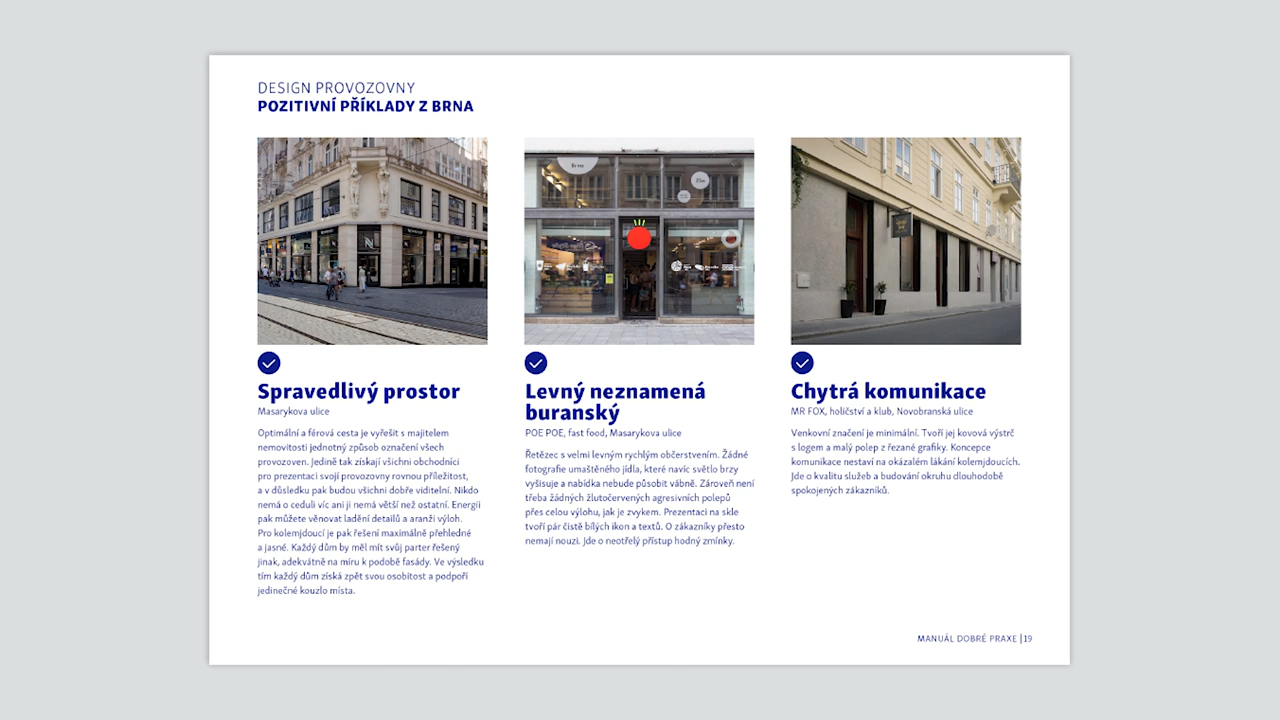 DESIGN PROVOZOVNY
POZITIVNÍ PŘÍKLADY Z BRNA
Spravedlivý prostor
Masarykova ulice
Optimální a férová cesta je vyřešit s majitelem
nemovitosti jednotný způsob označení všech
provozoven. Jedině tak získají všichni obchodníci
pro prezentaci svojí provozovny rovnou příležitost,
a v důsledku pak budou všichni dobře viditelní. Nikdo
nemá o ceduli víc ani ji nemá větší než ostatní. Energii
pak můžete věnovat ladění detailů a aranži výloh.
Pro kolemjdoucí je pak řešení maximálně přehledné
a jasné. Každý dům by měl mít svůj parter řešený
jinak, adekvátně na míru k podobě fasády. Ve výsledku
tím každý dům získá zpět svou osobitost a podpoří
jedinečné kouzlo místa.
Levný neznamená
buranský
POE POE, fast food, Masarykova ulice
Řetězec s velmi levným rychlým občerstvením. Žádné
fotografie umaštěného jídla, které navíc světlo brzy
vyšisuje a nabídka nebude působit vábně. Zároveň není
třeba žádných žlutočervených agresivních polepů
přes celou výlohu, jak je zvykem. Prezentaci na skle
tvoří pár čistě bílých ikon a textů. O zákazníky přesto
nemají nouzi. Jde o neotřelý přístup hodný zmínky.
Chytrá komunikace
MR FOX, holičství a klub, Novobranská ulice
Venkovní značení je minimální. Tvoří jej kovová výstrč
s logem a malý polep z řezané grafiky. Koncepce
komunikace nestaví na okázalém lákání kolemjdoucích.
Jde o kvalitu služeb a budování okruhu dlouhodobě
spokojených zákazníků.
MANUÁL DOBRÉ PRAXE | 19